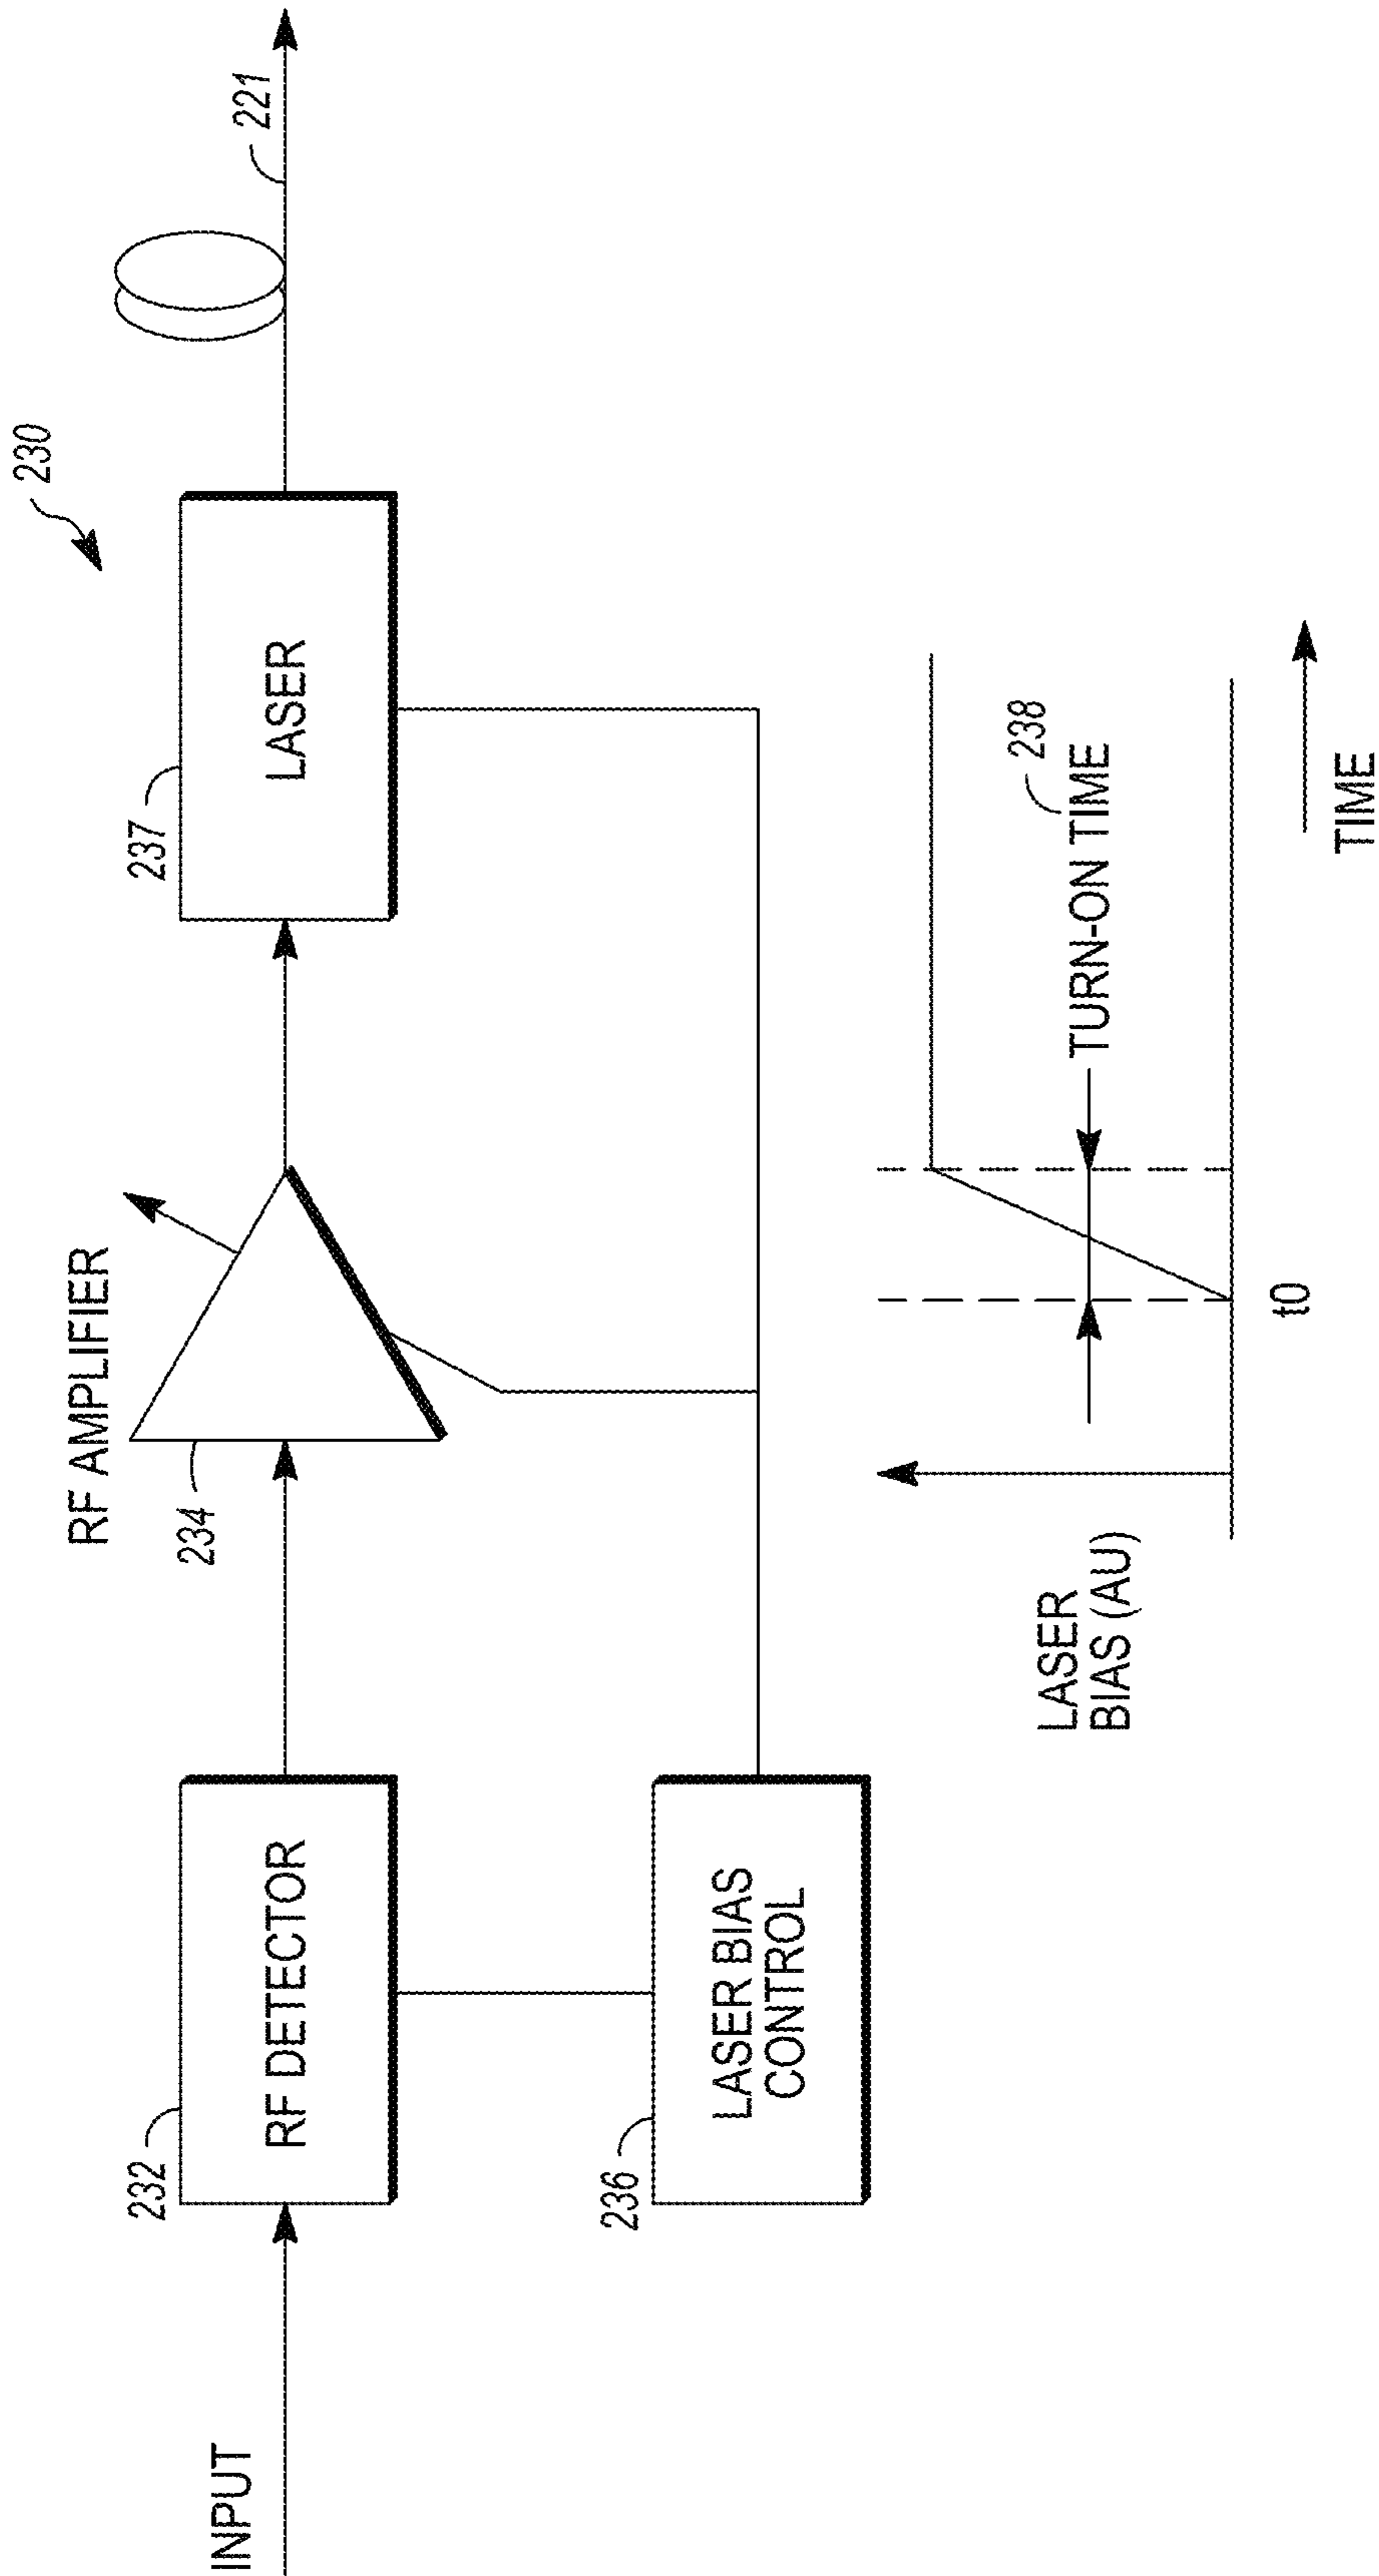 230
RF AMPLIFIER
221
INPUT
232
RF DETECTOR
234
237
LASER
236
LASER BIAS
CONTROL
LASER
BIAS (AU)
238
TURN-ON TIME
t0
TIME